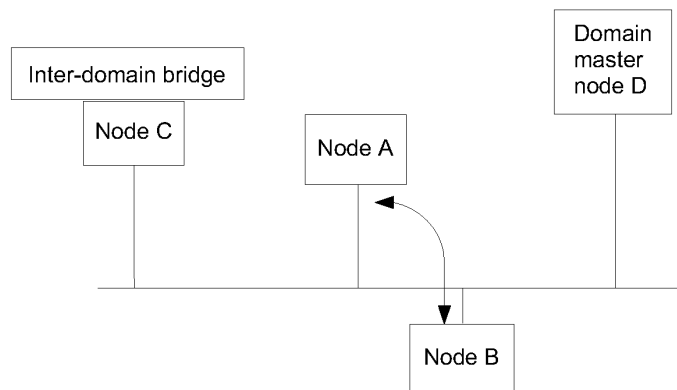 Domain
master
node D
Inter-domain bridge
Node C
Node A
Node B